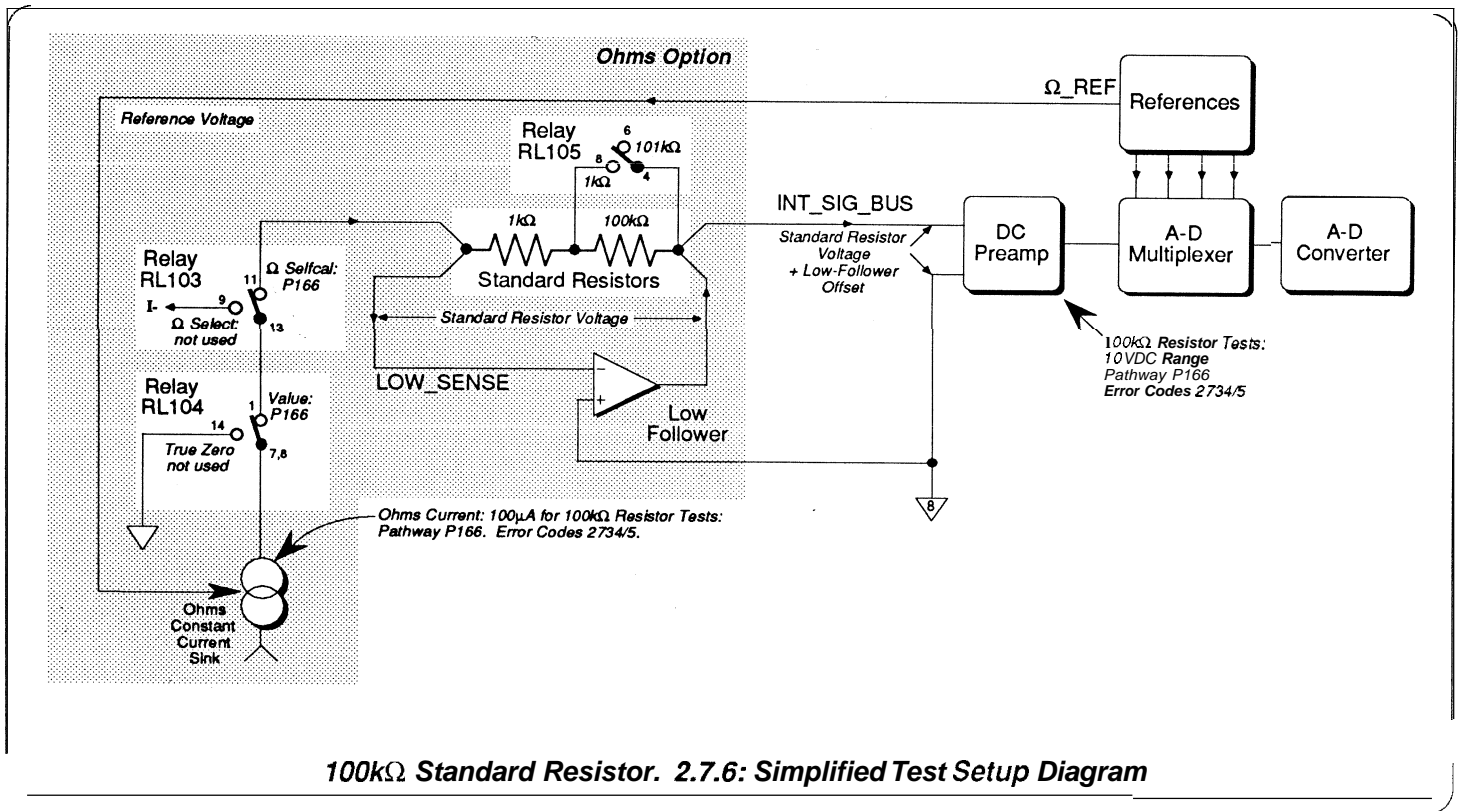 Ohms Option
Ω_REF
References
Reference Voltage
Relay
RL105
6
101kΩ
8
4
1kΩ
INT_SIG_BUS
1kΩ
100kΩ
Standard Resistors
Standard Resistor
Voltage
+ Low-Follower
Offset
DC
Preamp
A-D
Multiplexer
A-D
Converter
Relay
RL103
11
Ω Selfcal:
P166
I-
9
Ω Select:
not used
13
Standard Resistor Voltage
100kΩ Resistor Tests:
10VDC Range
Pathway P166
Error Codes 2734/5
LOW_SENSE
−
+
Low
Follower
Relay
RL104
1
Value:
P166
14
True Zero
not used
7,8
8
Ohms Current: 100µA for 100kΩ Resistor Tests:
Pathway P166. Error Codes 2734/5.
Ohms
Constant
Current
Sink
100kΩ Standard Resistor. 2.7.6: Simplified Test Setup Diagram